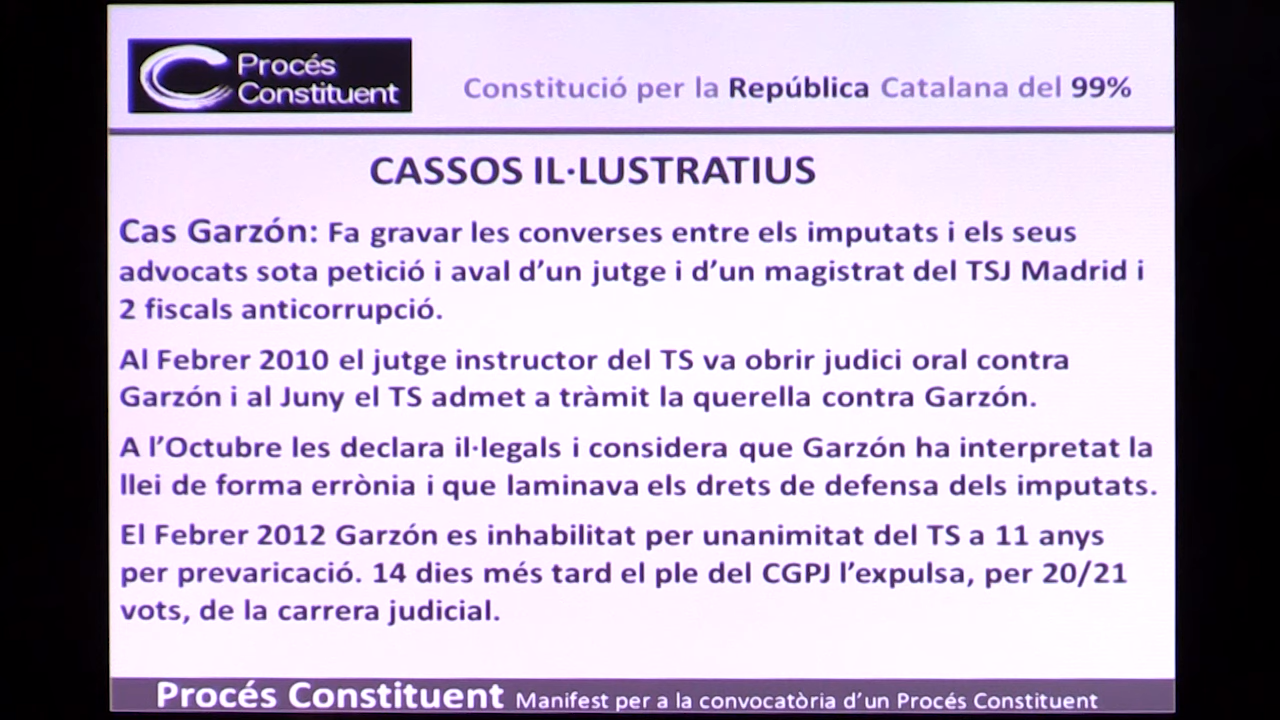 Procés
Constituent
Constitució per la República Catalana del 99%
CASSOS IL·LUSTRATIUS
Cas Garzón: Fa gravar les converses entre els imputats i els seus
advocats sota petició i aval d'un jutge i d'un magistrat del TSJ Madrid i
2 fiscals anticorrupció.
Al Febrer 2010 el jutge instructor del TS va obrir judici oral contra
Garzón i al Juny el TS admet a tràmit la querella contra Garzón.
A l'Octubre les declara il·legals i considera que Garzón ha interpretat la
llei de forma errònia i que laminava els drets de defensa dels imputats.
El Febrer 2012 Garzón es inhabilitat per unanimitat del TS a 11 anys
per prevaricació. 14 dies més tard el ple del CGPJ l'expulsa, per 20/21
vots, de la carrera judicial.
Procés Constituent Manifest per a la convocatòria d'un Procés Constituent